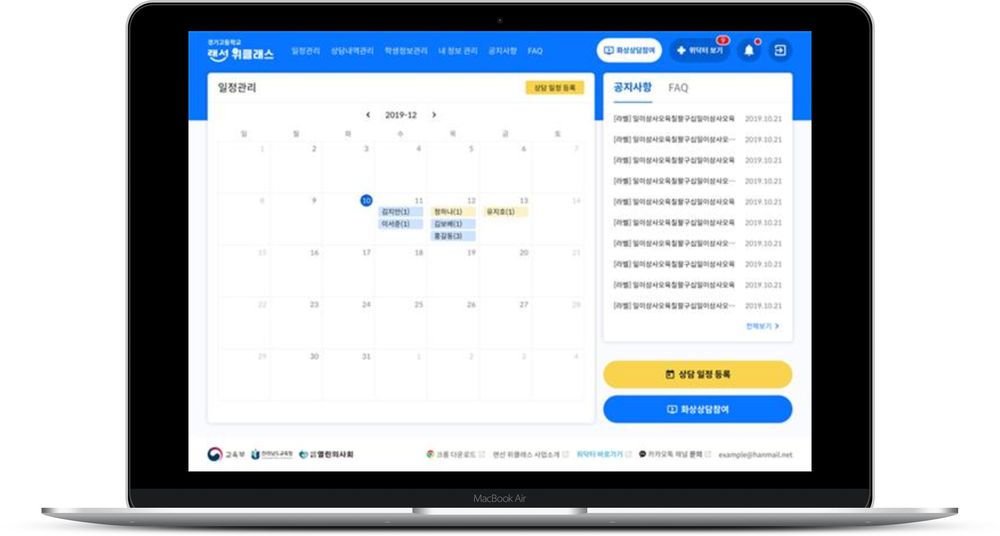 경기고등학교
랜선 위클래스
일정관리 상담내역관리 학생정보관리 내 정보 관리 공지사항 FAQ
화상상담참여
위닥터 보기 9
일정관리
상담 일정 등록
2019-12
일 월 화 수 목 금 토
1 2 3 4 5 6 7
8 9 10 11 12 13 14
김지안(1) 정하나(1) 유지호(1)
이서준(1) 김보배(1)
홍길동(3)
15 16 17 18 19 20 21
22 23 24 25 26 27 28
29 30 31 1 2 3 4
공지사항 FAQ
[라벨] 일이삼사오육칠팔구십일이삼사오육 2019.10.21
[라벨] 일이삼사오육칠팔구십일이삼사오… 2019.10.21
[라벨] 일이삼사오육칠팔구십일이삼사오육 2019.10.21
[라벨] 일이삼사오육칠팔구십일이삼사오… 2019.10.21
[라벨] 일이삼사오육칠팔구십일이삼사오육 2019.10.21
[라벨] 일이삼사오육칠팔구십일이삼사오육 2019.10.21
[라벨] 일이삼사오육칠팔구십일이삼사오… 2019.10.21
[라벨] 일이삼사오육칠팔구십일이삼사오육 2019.10.21
[라벨] 일이삼사오육칠팔구십일이삼사오육 2019.10.21
[라벨] 일이삼사오육칠팔구십일이삼사오… 2019.10.21
전체보기
상담 일정 등록
화상상담참여
교육부 전라남도교육청 열린의사회
크롬 다운로드 랜선 위클래스 사업소개 위닥터 바로가기 카카오톡 채널 문의 example@hanmail.net
MacBook Air